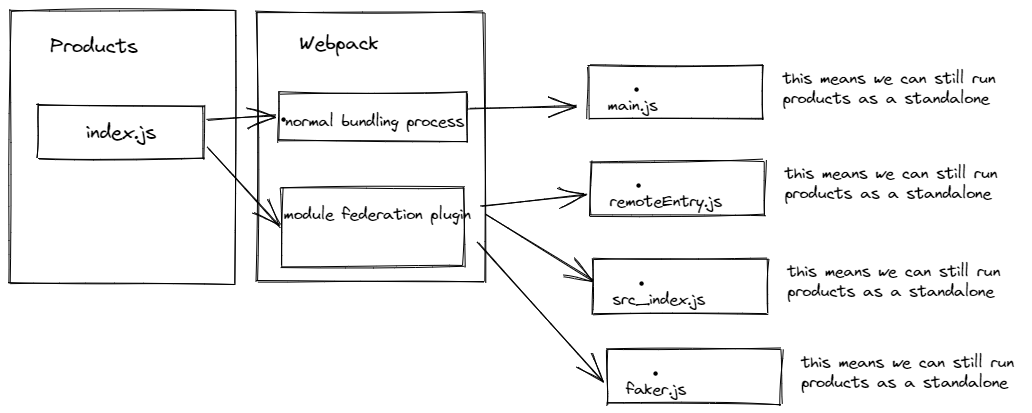 Products
Webpack
index.js
normal bundling process
module federation plugin
main.js
this means we can still run
products as a standalone
remoteEntry.js
this means we can still run
products as a standalone
src_index.js
this means we can still run
products as a standalone
faker.js
this means we can still run
products as a standalone